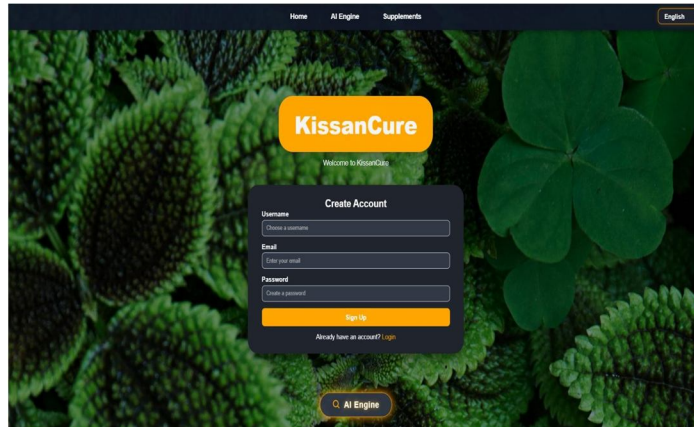 Home AI Engine Supplements English
KissanCure
Welcome to KissanCure
Create Account
Username
Choose a username
Email
Enter your email
Password
Create a password
Sign Up
Already have an account? Login
AI Engine